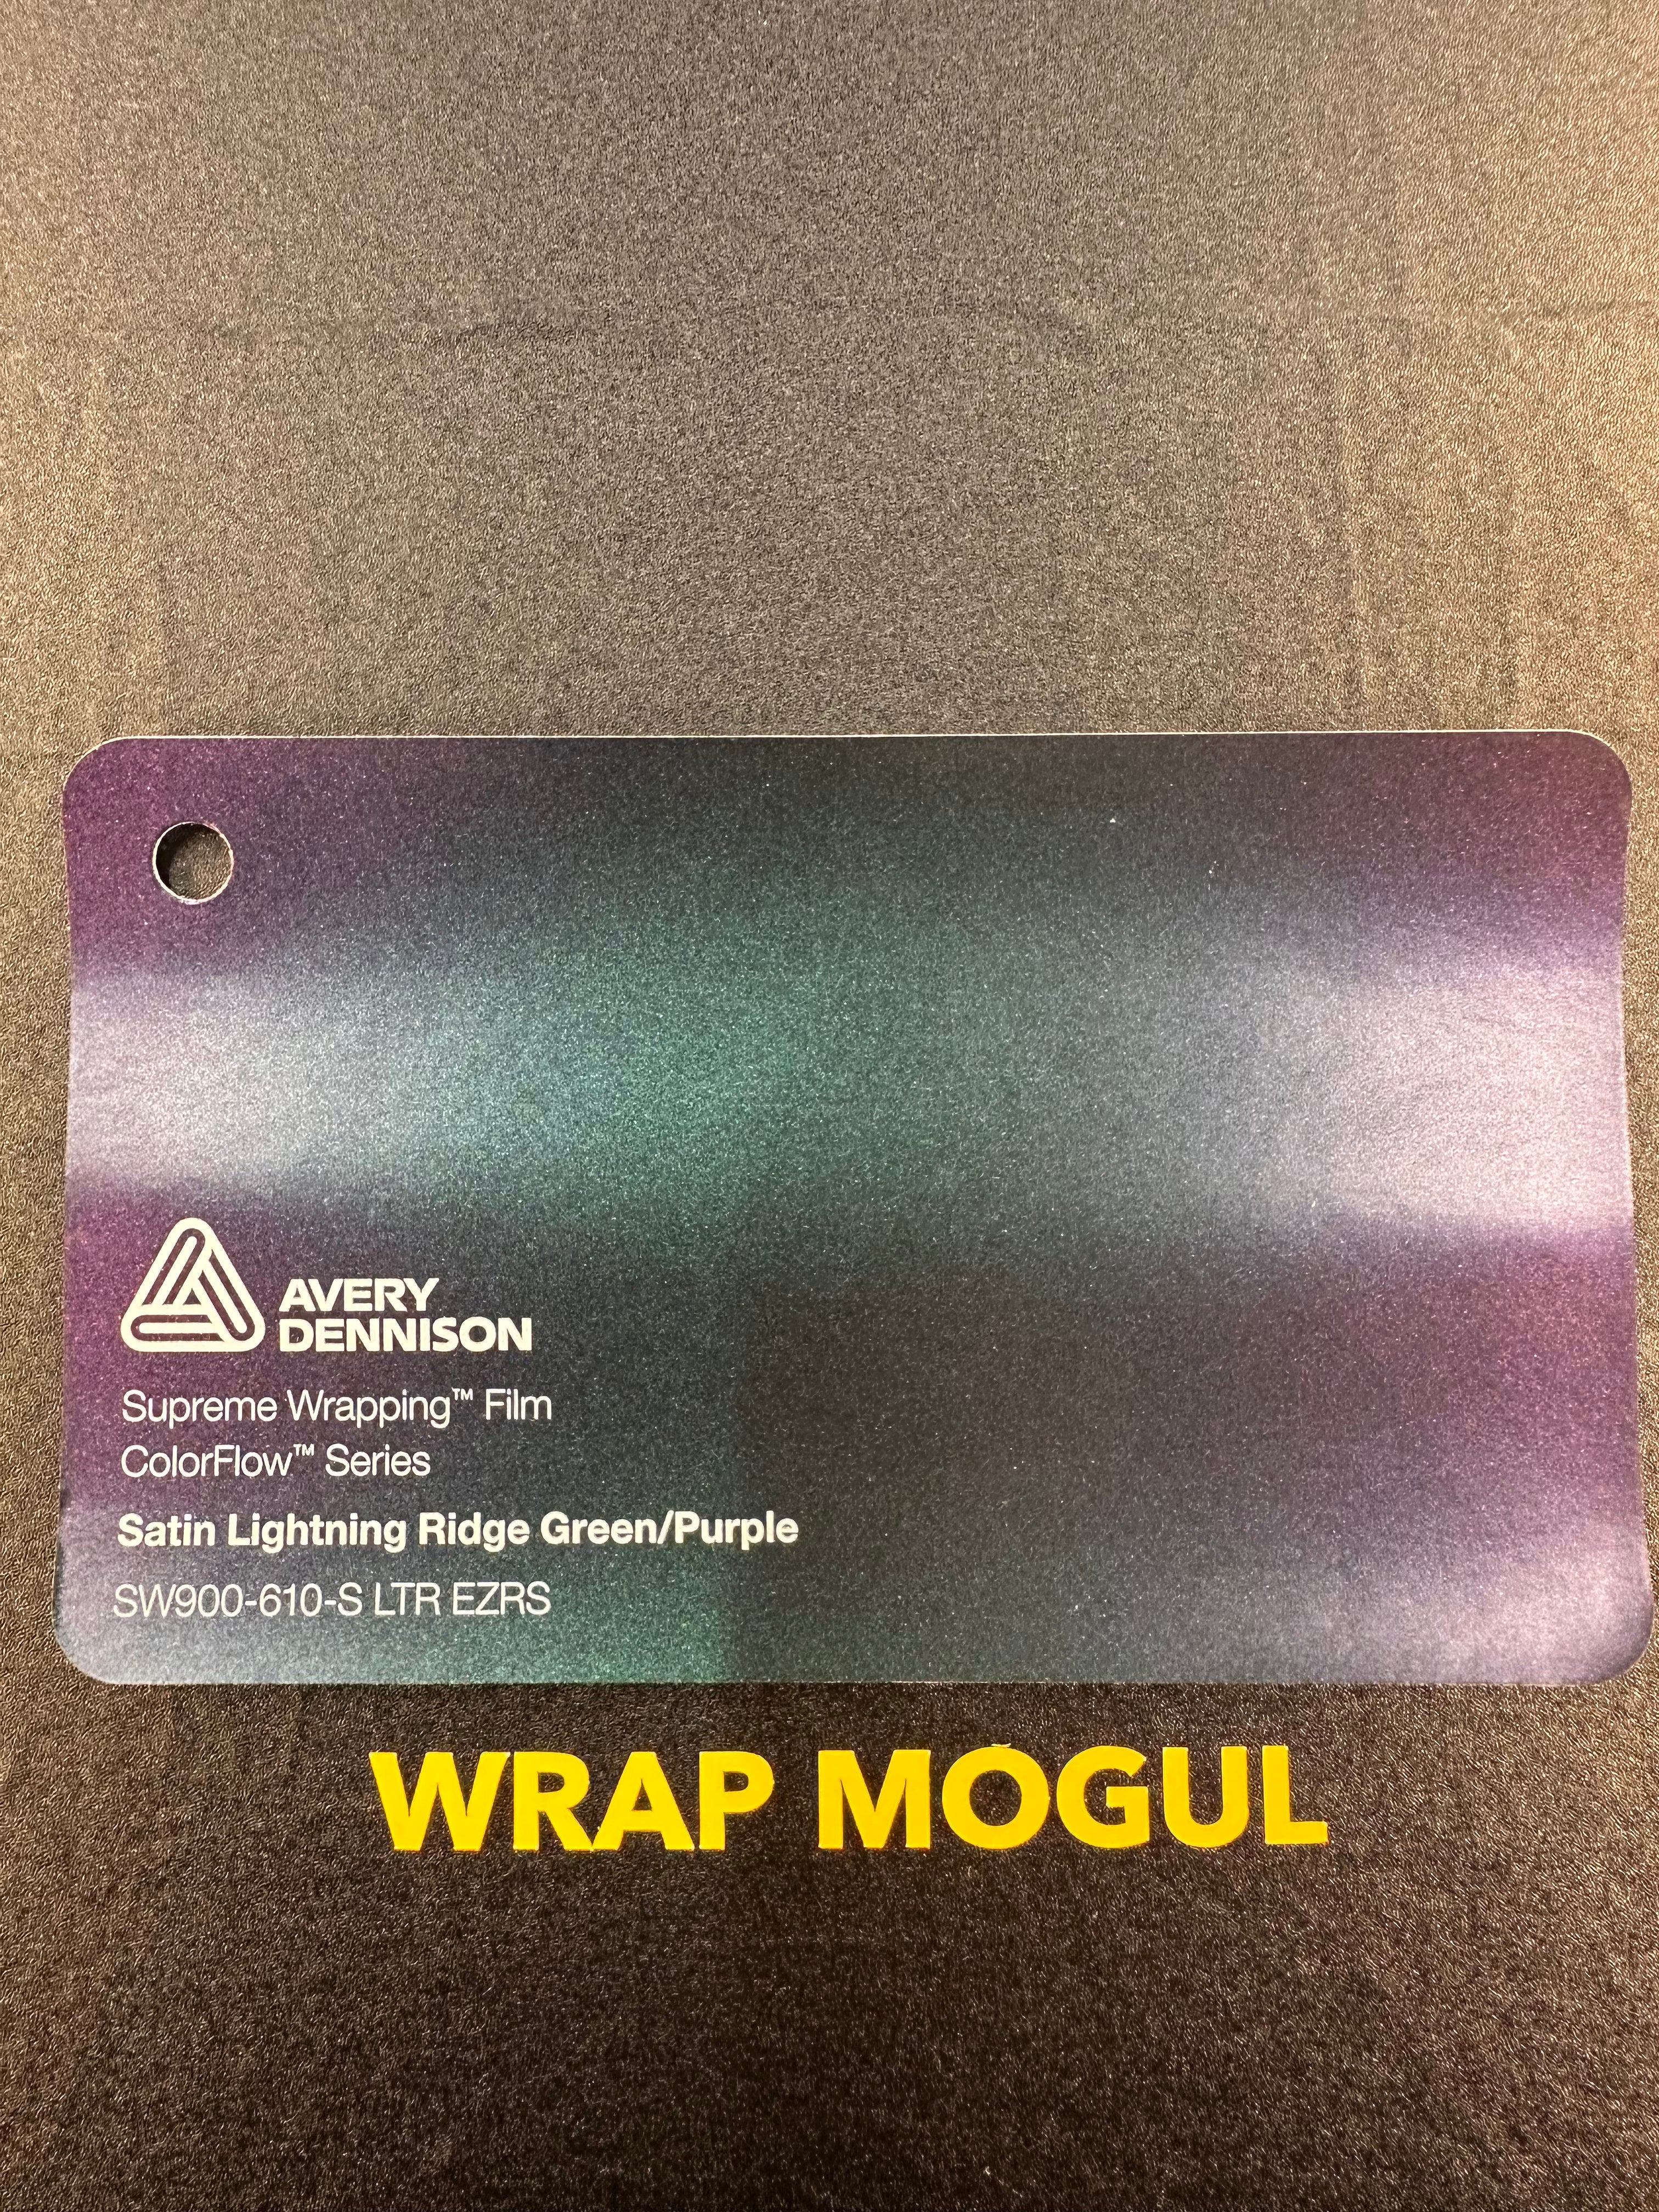 AVERY
DENNISON
Supreme Wrapping™ Film
ColorFlow™ Series
Satin Lightning Ridge Green/Purple
SW900-610-S LTR EZRS
WRAP MOGUL